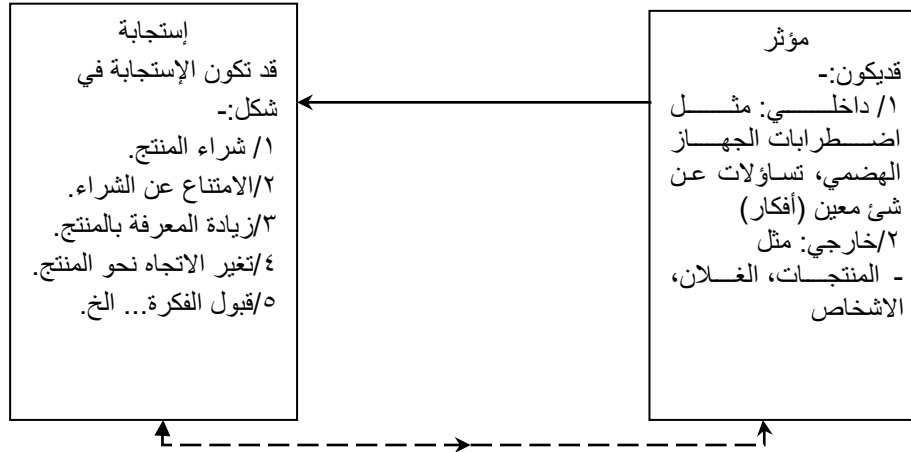 مؤثر
قديكون:-
١/ داخلي: مثل
اضطرابات الجهاز
الهضمي، تساؤلات عن
شئ معين (أفكار)
٢/خارجي: مثل
- المنتجات، الغلان،
الاشخاص
إستجابة
قد تكون الإستجابة في
شكل:-
١/ شراء المنتج.
٢/الامتناع عن الشراء.
٣/زيادة المعرفة بالمنتج.
٤/تغير الاتجاه نحو المنتج.
٥/قبول الفكرة... الخ.